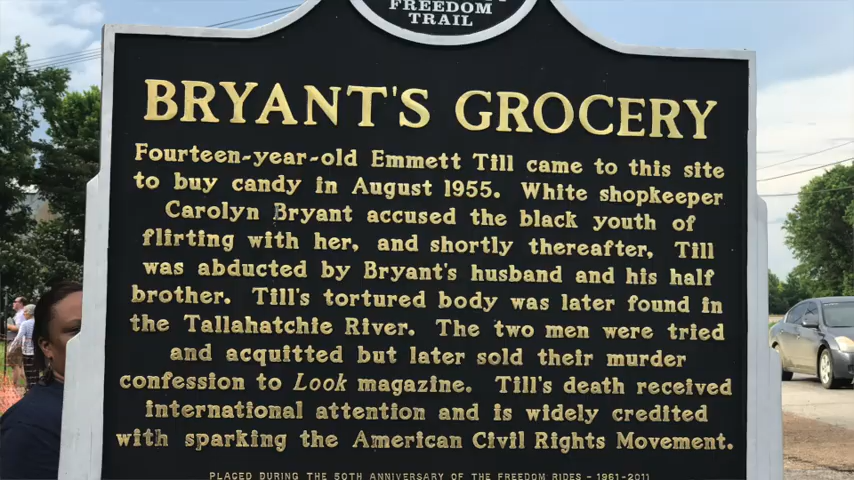 FREEDOM
TRAIL
BRYANT'S GROCERY
Fourteen-year-old Emmett Till came to this site
to buy candy in August 1955. White shopkeeper
Carolyn Bryant accused the black youth of
flirting with her, and shortly thereafter, Till
was abducted by Bryant's husband and his half
brother. Till's tortured body was later found in
the Tallahatchie River. The two men were tried
and acquitted but later sold their murder
confession to Look magazine. Till's death received
international attention and is widely credited
with sparking the American Civil Rights Movement.
PLACED DURING THE 50TH ANNIVERSARY OF THE FREEDOM RIDES - 1961-2011